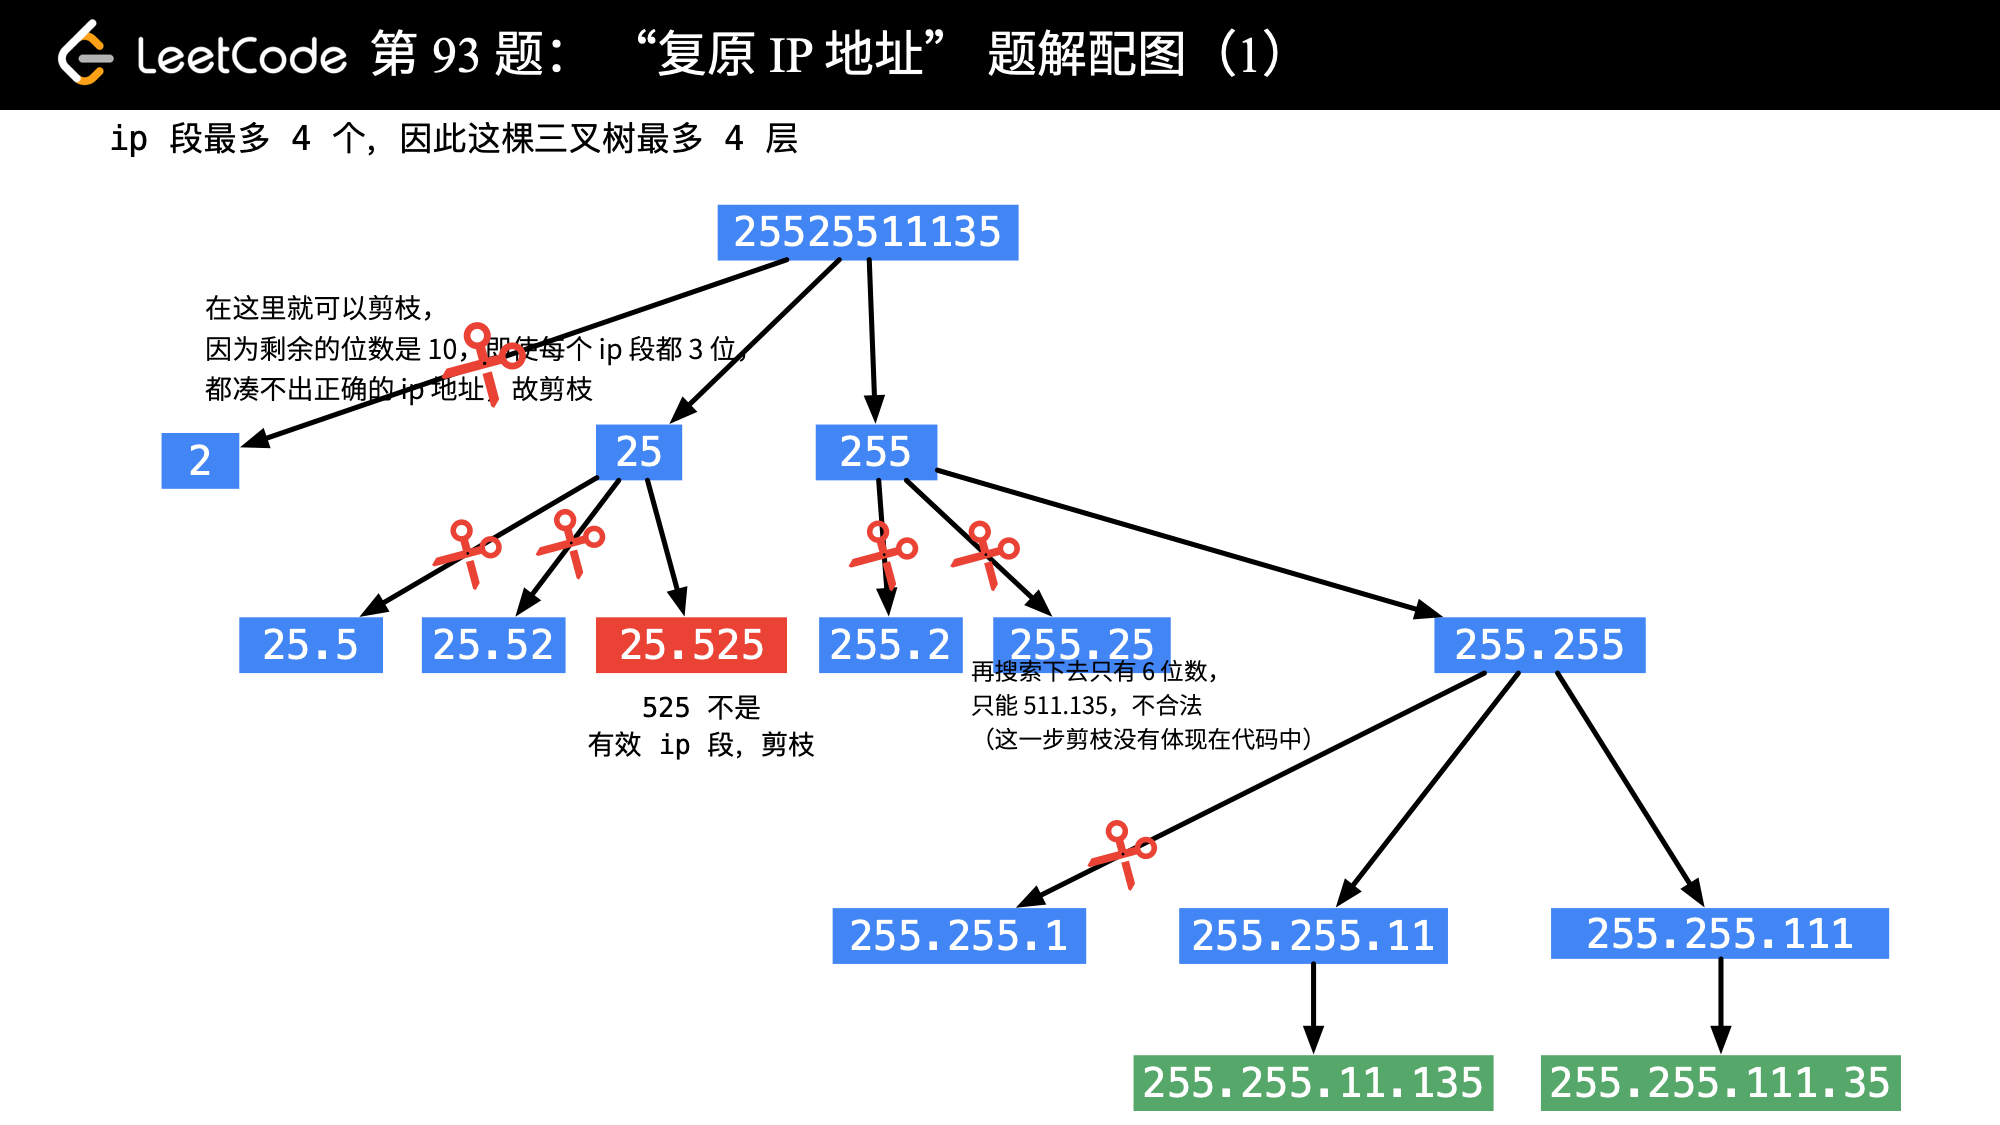 LeetCode 第 93 题： “复原 IP 地址” 题解配图（1）
ip 段最多 4 个，因此这棵三叉树最多 4 层
25525511135
在这里就可以剪枝，
因为剩余的位数是 10，即使每个 ip 段都 3 位，
都凑不出正确的 ip 地址，故剪枝
2
25
255
25.5
25.52
25.525
255.2
255.25
255.255
525 不是
有效 ip 段，剪枝
再搜索下去只有 6 位数，
只能 511.135，不合法
（这一步剪枝没有体现在代码中）
255.255.1
255.255.11
255.255.111
255.255.11.135
255.255.111.35